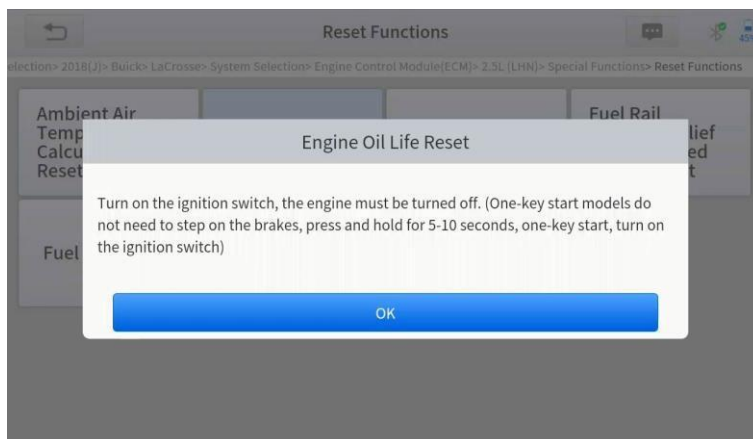 Reset Functions
election> 2018(J)> Buick> LaCrosse> System Selection> Engine Control Module(ECM)> 2.5L (LHN)> Special Functions> Reset Functions
Ambient Air
Temp
Calcu
Reset
Fuel Rail
lief
ed
t
Engine Oil Life Reset
Turn on the ignition switch, the engine must be turned off. (One-key start models do
not need to step on the brakes, press and hold for 5-10 seconds, one-key start, turn on
the ignition switch)
Fuel
OK